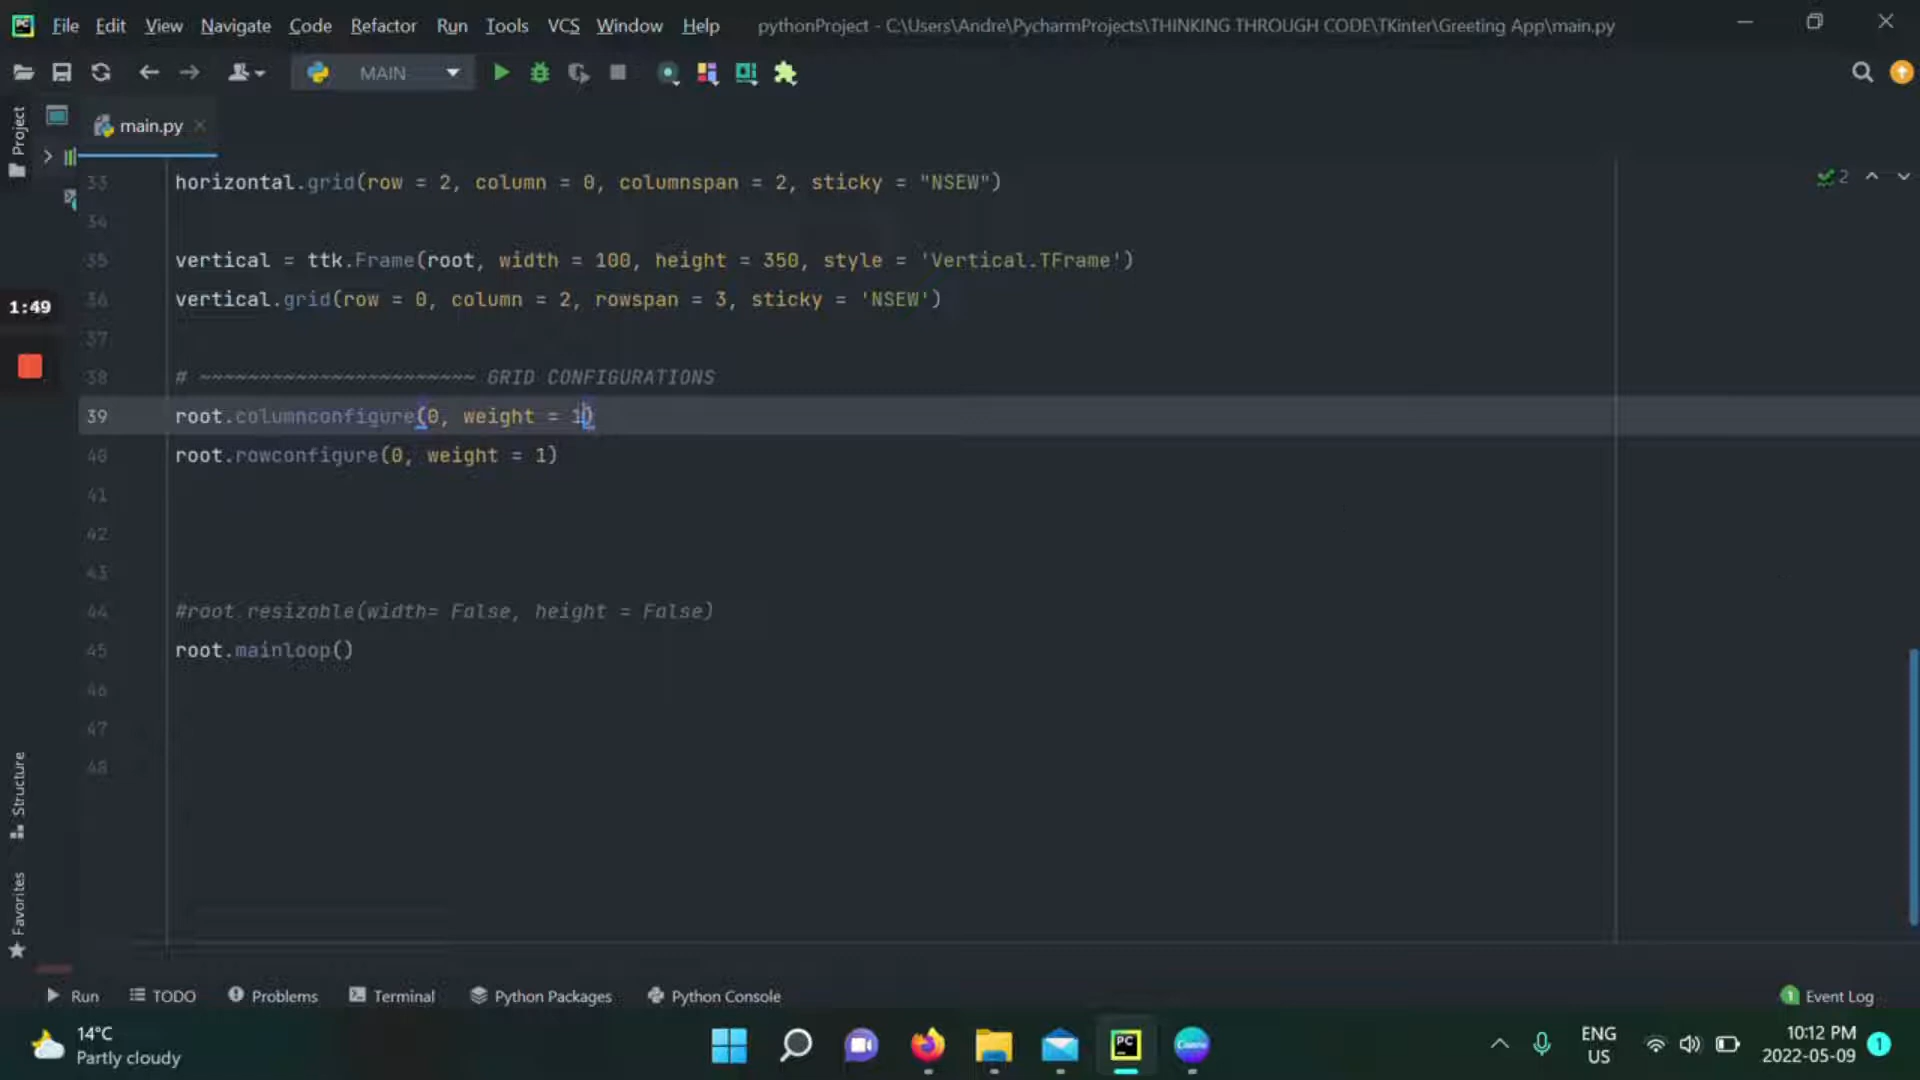 File Edit View Navigate Code Refactor Run Tools VCS Window Help pythonProject - C:\Users\Andre\PycharmProjects\THINKING THROUGH CODE\TKinter\Greeting App\main.py
MAIN
Project
main.py
33 horizontal.grid(row = 2, column = 0, columnspan = 2, sticky = "NSEW")
2
34
35 vertical = ttk.Frame(root, width = 100, height = 350, style = 'Vertical.TFrame')
1:49
36 vertical.grid(row = 0, column = 2, rowspan = 3, sticky = 'NSEW')
37
38 # ~~~~~~~~~~~~~~~~~~~~~~~ GRID CONFIGURATIONS
39 root.columnconfigure(0, weight = 1)
40 root.rowconfigure(0, weight = 1)
41
42
43
44 #root.resizable(width= False, height = False)
45 root.mainloop()
46
47
48
Structure
Favorites
Run TODO Problems Terminal Python Packages Python Console 1 Event Log
14°C
Partly cloudy
PC
Canva
ENG
US
10:12 PM
2022-05-09
1